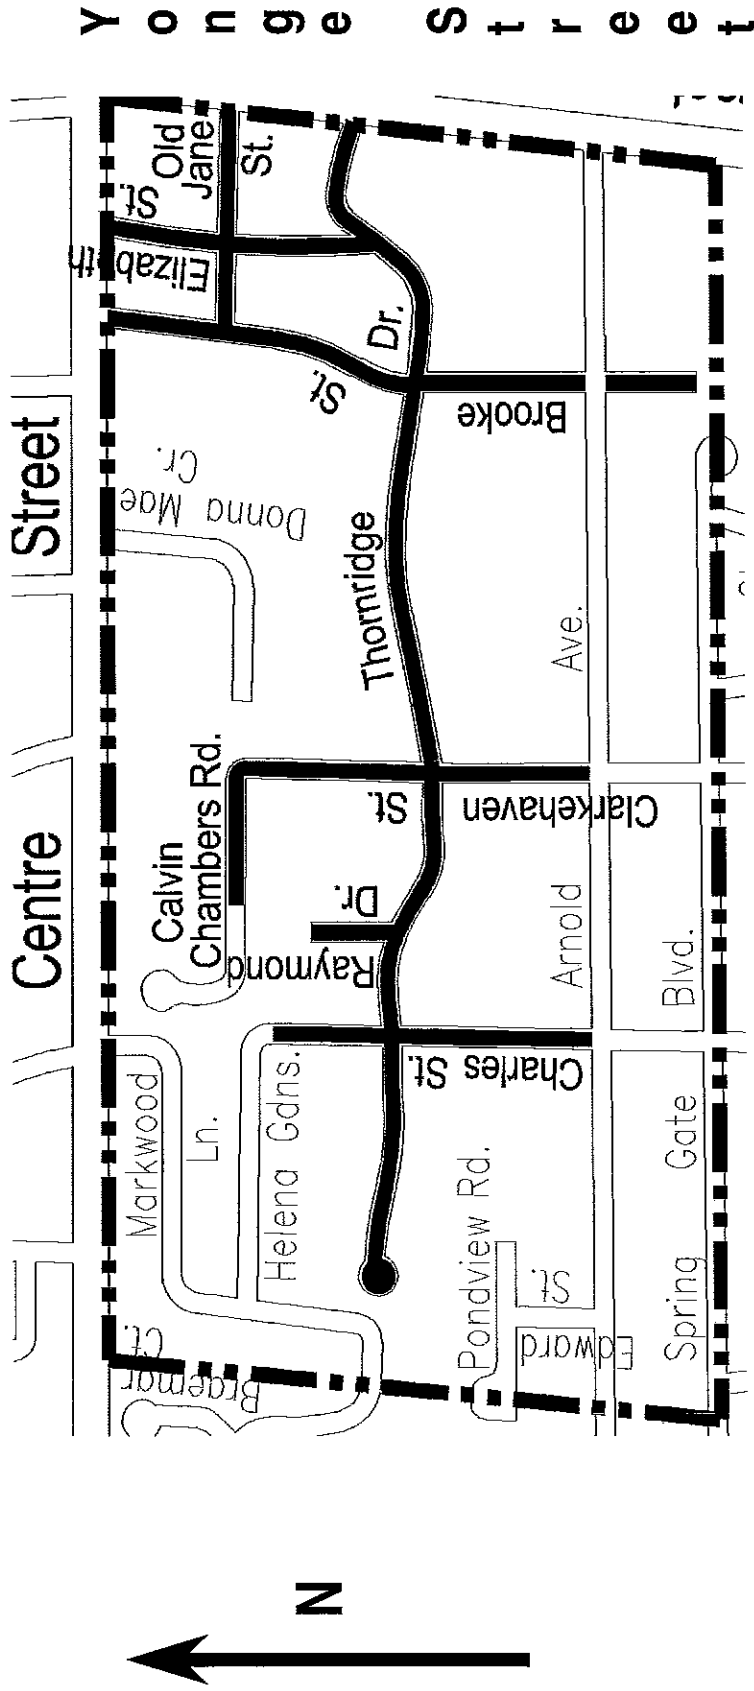 Yonge Street
Centre Street
Old
Jane
St.
Elizabeth St.
Brooke St.
Thornridge Dr.
Donna Mae
Cr.
Calvin
Chambers Rd.
Clarkehaven St.
Raymond Dr.
Charles St.
Arnold Ave.
Markwood
Ln.
Helena Gdns.
Pondview Rd.
Edward St.
Braemar Ct.
Spring Gate Blvd.
N